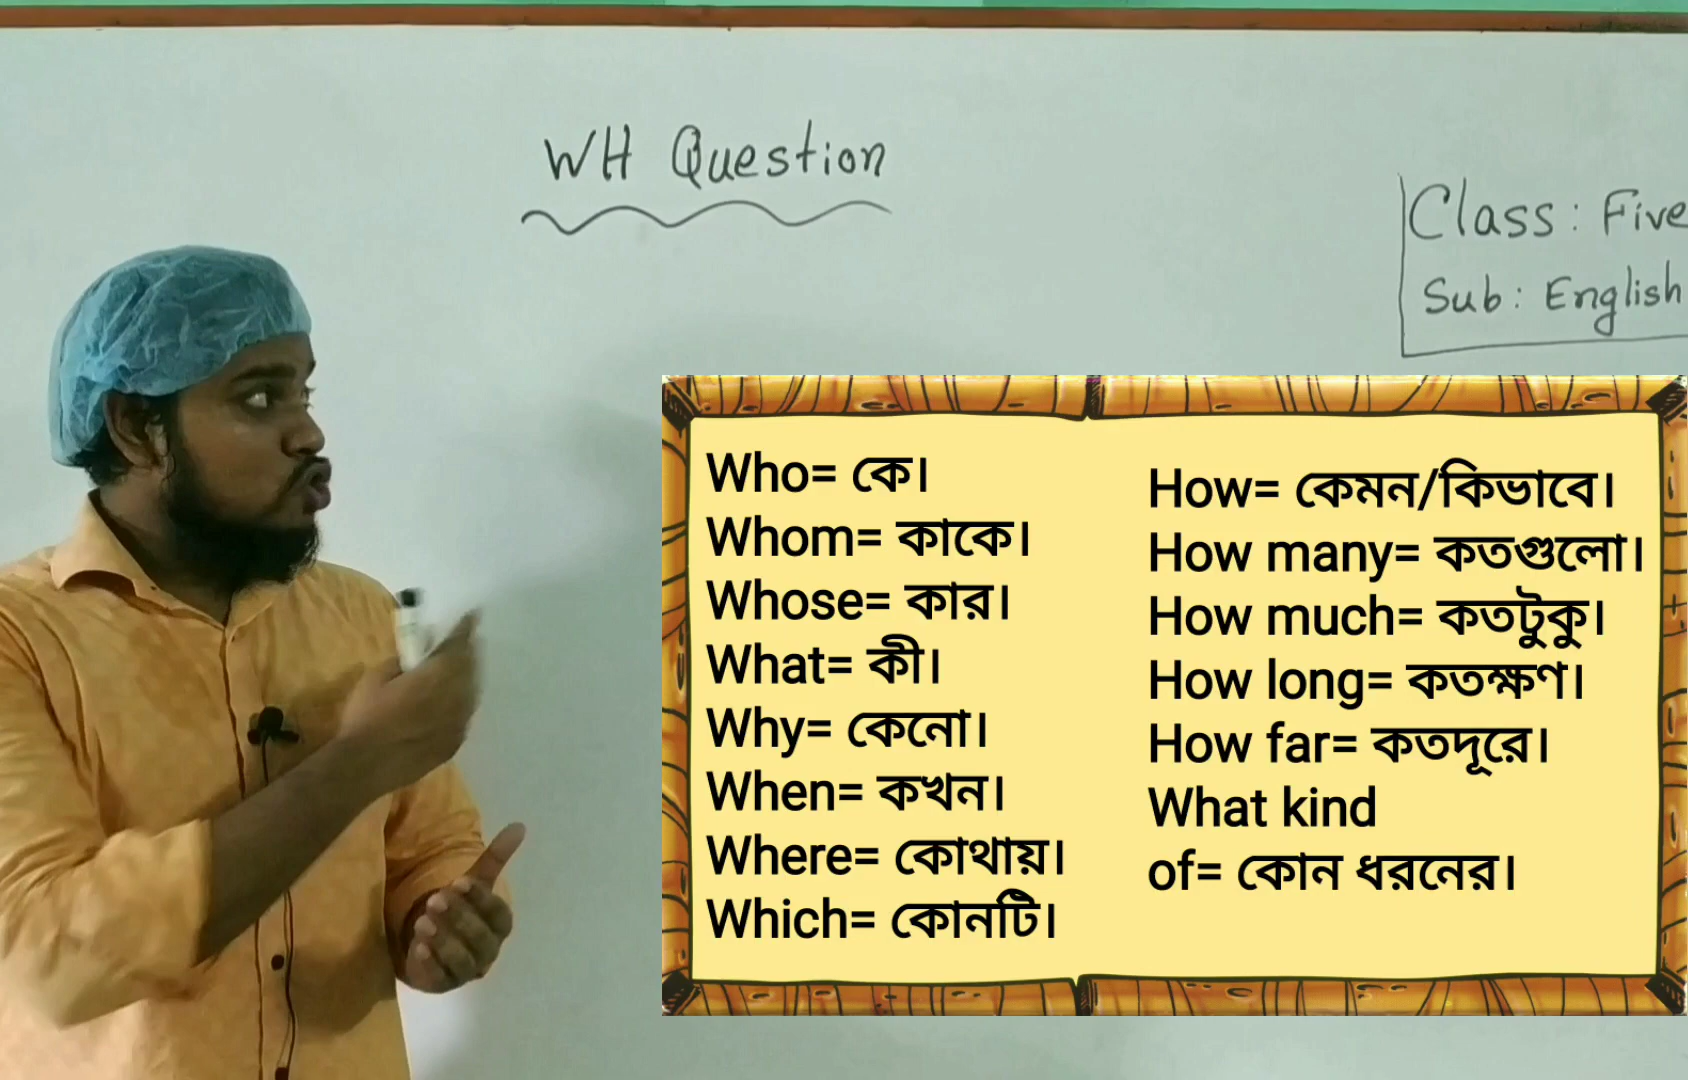 WH Question
Class: Five
Sub: English
Who= কে।
Whom= কাকে।
Whose= কার।
What= কী।
Why= কেনো।
When= কখন।
Where= কোথায়।
Which= কোনটি।
How= কেমন/কিভাবে।
How many= কতগুলো।
How much= কতটুকু।
How long= কতক্ষণ।
How far= কতদূরে।
What kind
of= কোন ধরনের।